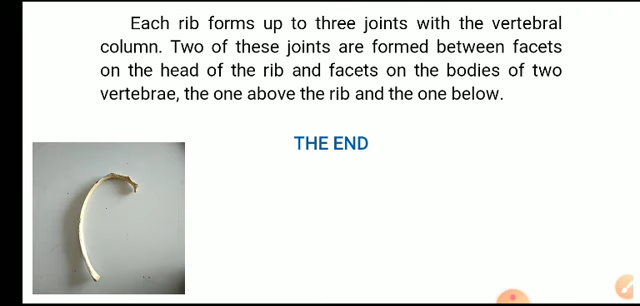 Each rib forms up to three joints with the vertebral
column. Two of these joints are formed between facets
on the head of the rib and facets on the bodies of two
vertebrae, the one above the rib and the one below.
THE END